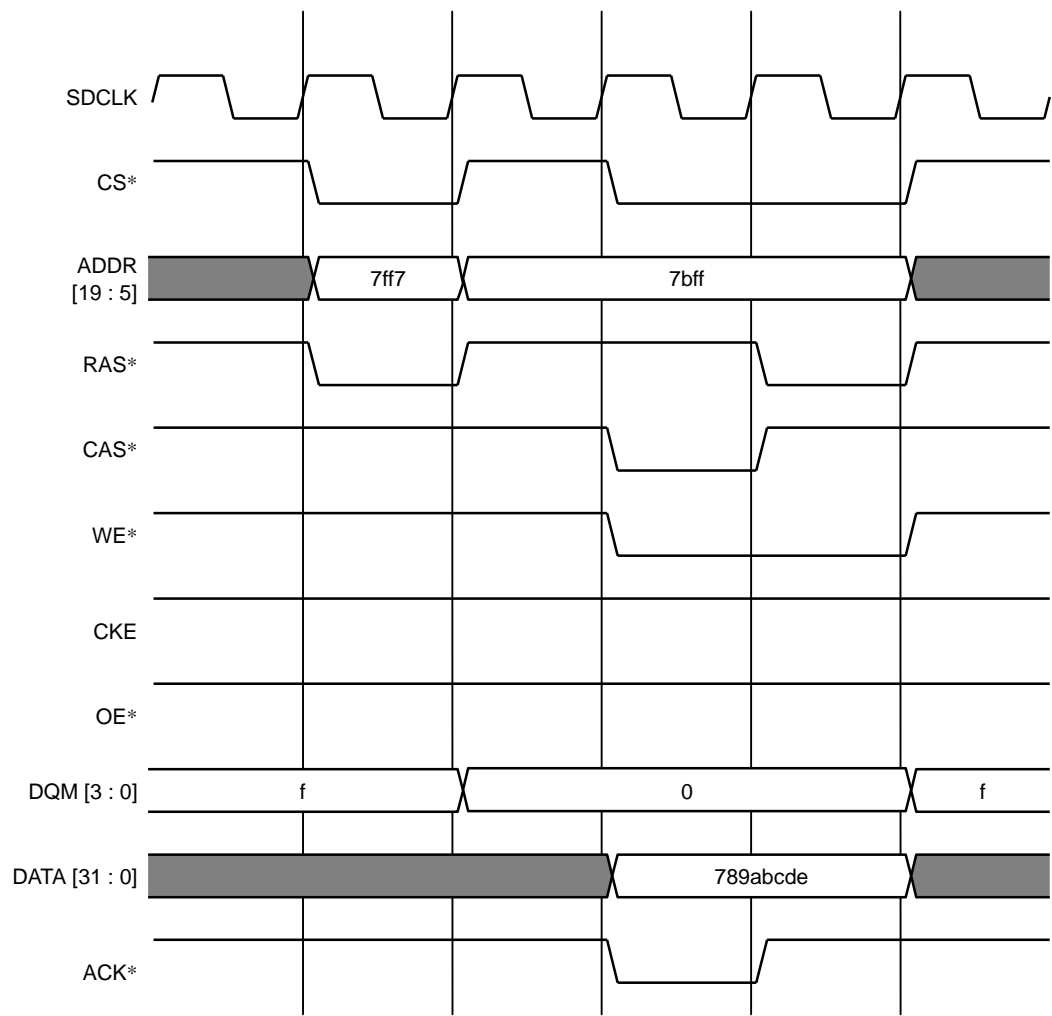 SDCLK
CS*
ADDR
[19 : 5]
7ff7
7bff
RAS*
CAS*
WE*
CKE
OE*
DQM [3 : 0]
f
0
f
DATA [31 : 0]
789abcde
ACK*